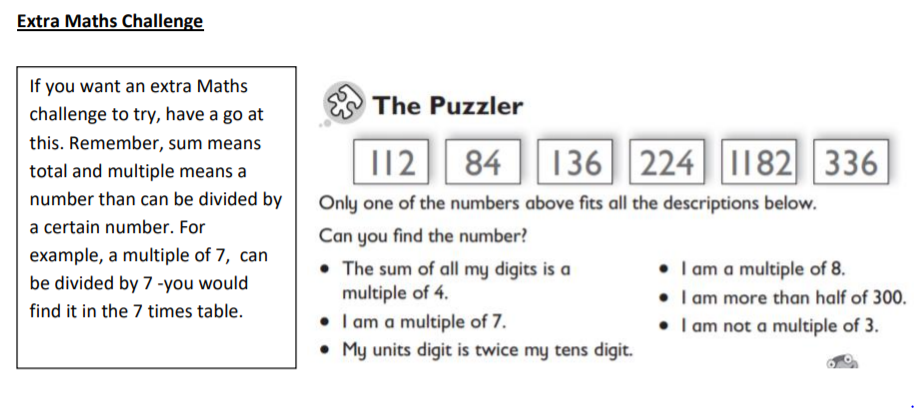 Extra Maths Challenge
If you want an extra Maths
challenge to try, have a go at
this. Remember, sum means
total and multiple means a
number than can be divided by
a certain number. For
example, a multiple of 7,  can
be divided by 7 -you would
find it in the 7 times table.
The Puzzler
112 84 136 224 1182 336
Only one of the numbers above fits all the descriptions below.
Can you find the number?
• The sum of all my digits is a
multiple of 4.
• I am a multiple of 7.
• My units digit is twice my tens digit.
• I am a multiple of 8.
• I am more than half of 300.
• I am not a multiple of 3.